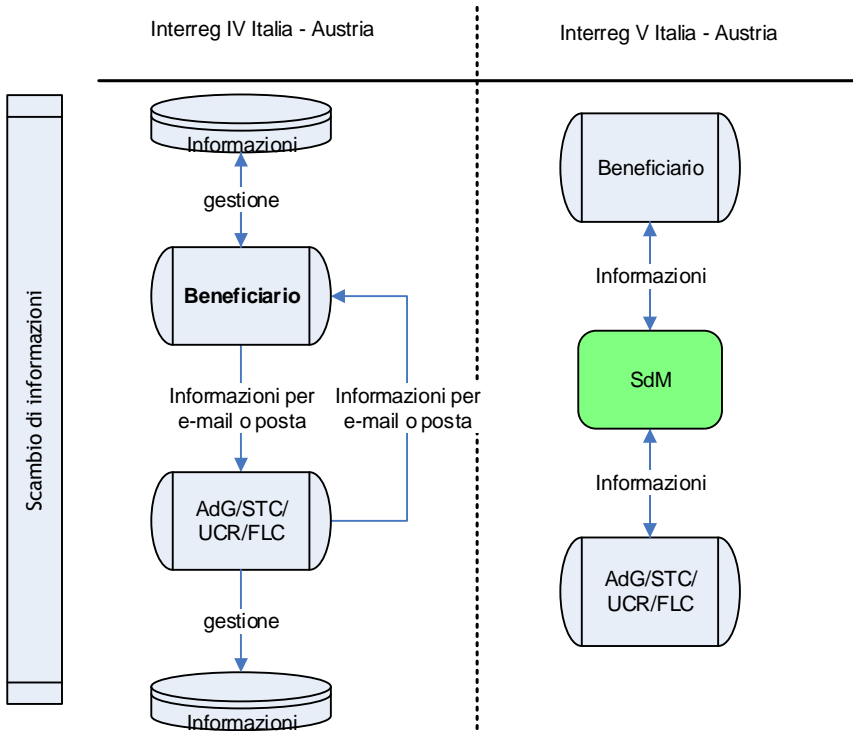 Interreg IV Italia - Austria
Interreg V Italia - Austria
Scambio di informazioni
Informazioni
gestione
Beneficiario
Informazioni per
e-mail o posta
Informazioni per
e-mail o posta
AdG/STC/
UCR/FLC
gestione
Informazioni
Beneficiario
Informazioni
SdM
Informazioni
AdG/STC/
UCR/FLC